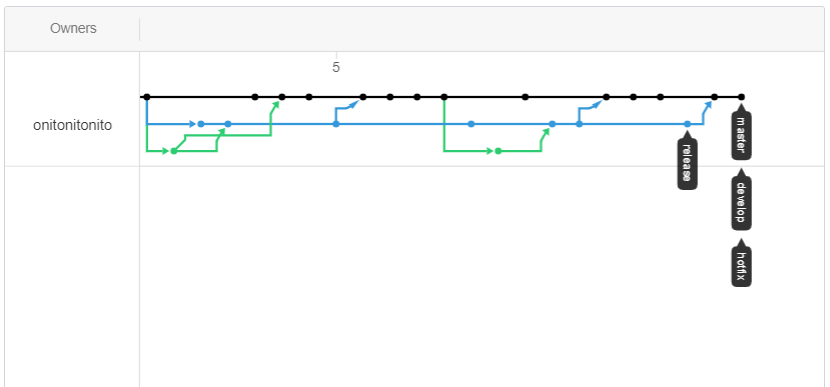 Owners
5
onitonitonito
master
release
develop
hotfix